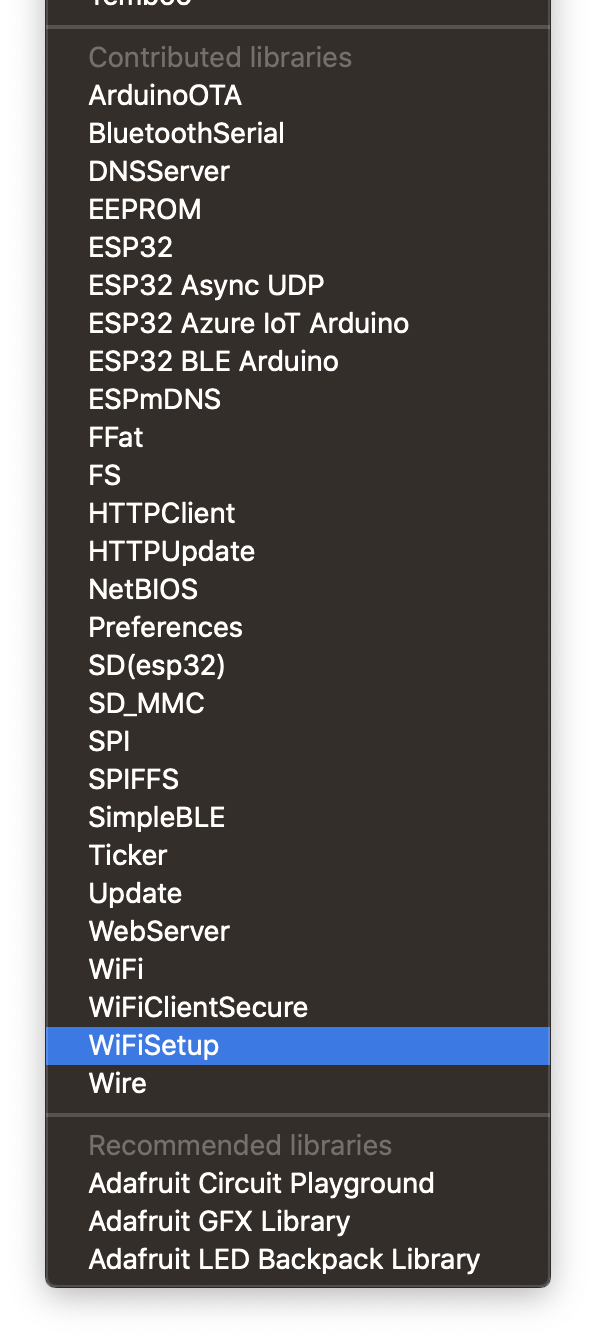 Contributed libraries
ArduinoOTA
BluetoothSerial
DNSServer
EEPROM
ESP32
ESP32 Async UDP
ESP32 Azure IoT Arduino
ESP32 BLE Arduino
ESPmDNS
FFat
FS
HTTPClient
HTTPUpdate
NetBIOS
Preferences
SD(esp32)
SD_MMC
SPI
SPIFFS
SimpleBLE
Ticker
Update
WebServer
WiFi
WiFiClientSecure
WiFiSetup
Wire
Recommended libraries
Adafruit Circuit Playground
Adafruit GFX Library
Adafruit LED Backpack Library